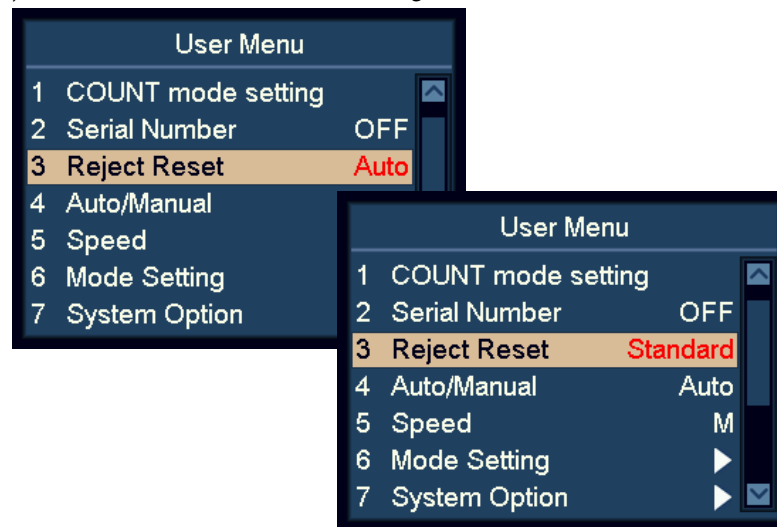 User Menu
1 COUNT mode setting
2 Serial Number OFF
3 Reject Reset Auto
4 Auto/Manual
5 Speed
6 Mode Setting
7 System Option
User Menu
1 COUNT mode setting
2 Serial Number OFF
3 Reject Reset Standard
4 Auto/Manual Auto
5 Speed M
6 Mode Setting
7 System Option